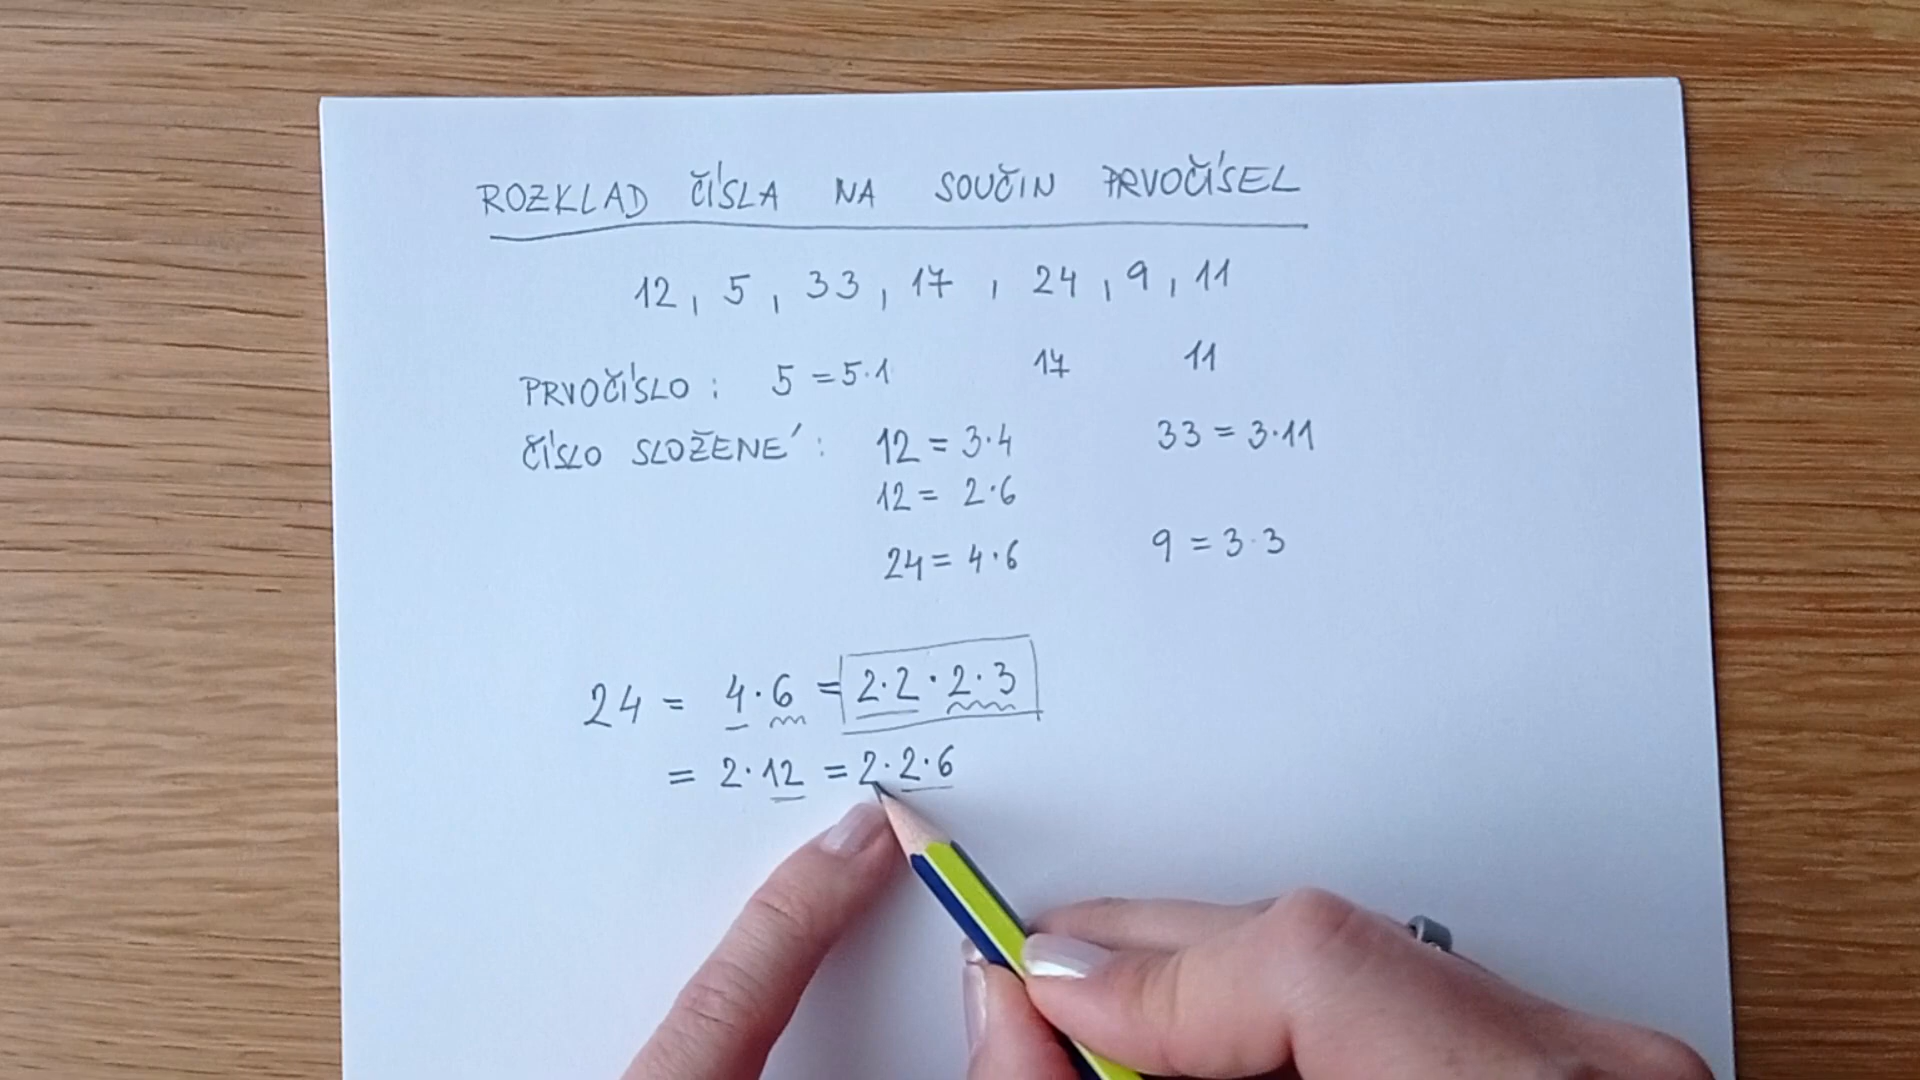 ROZKLAD ČÍSLA NA SOUČIN PRVOČÍSEL
12, 5, 33, 17, 24, 9, 11
PRVOČÍSLO: 5 = 5·1 17 11
ČÍSLO SLOŽENÉ: 12 = 3·4 33 = 3·11
12 = 2·6
24 = 4·6 9 = 3·3
24 = 4·6 = 2·2·2·3
= 2·12 = 2·2·6